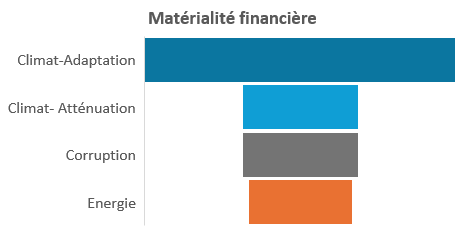 Matérialité financière
Climat-Adaptation
Climat- Atténuation
Corruption
Energie